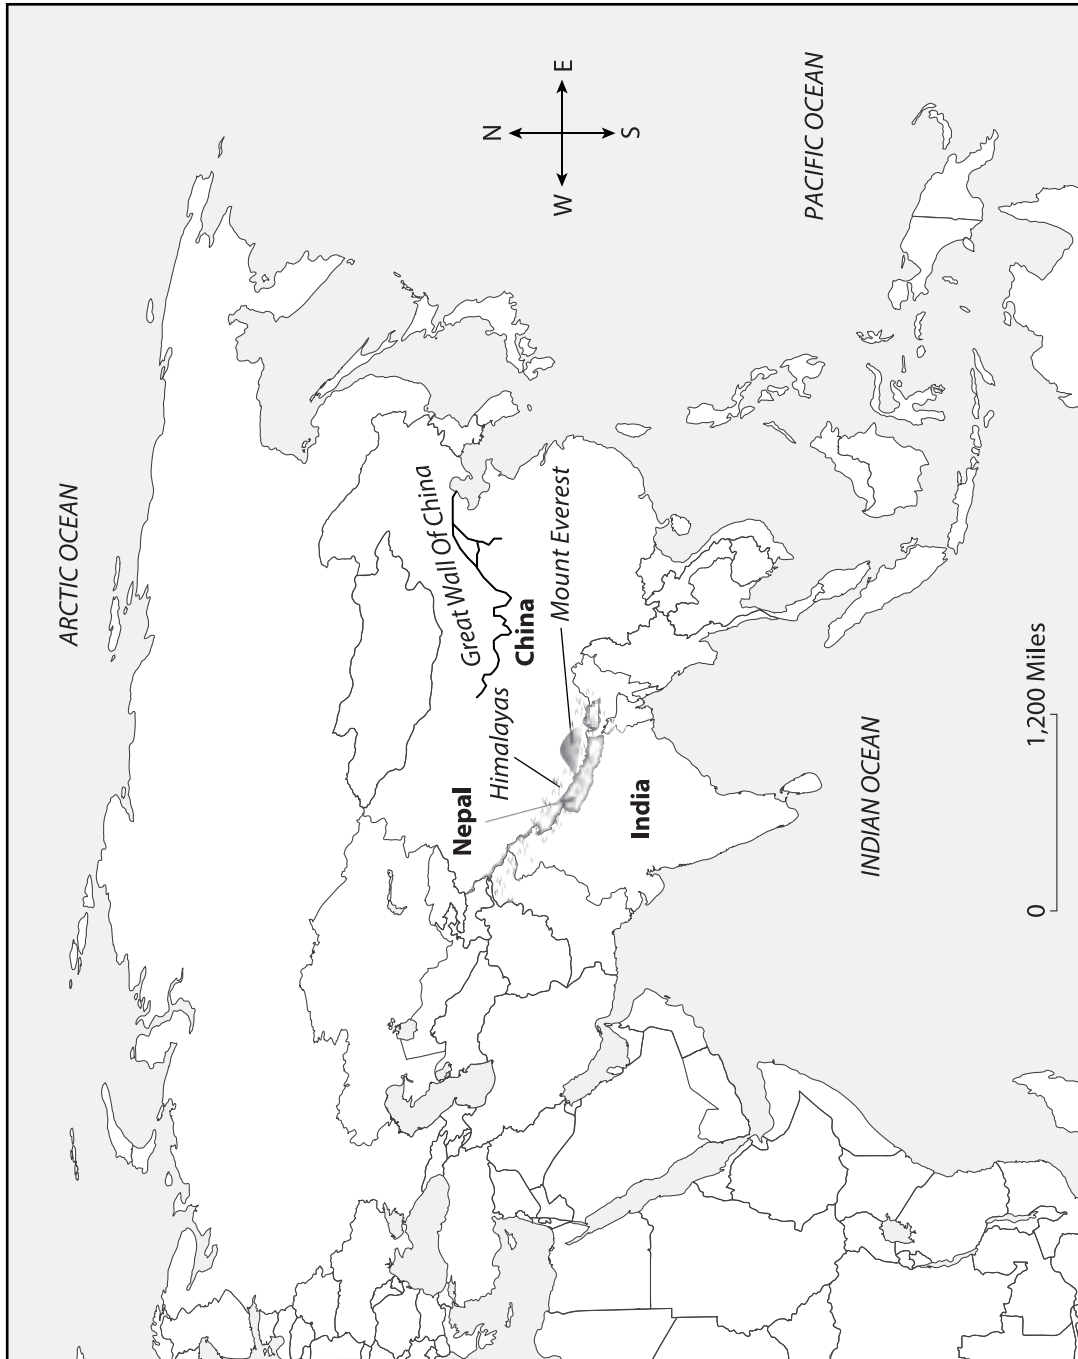 ARCTIC OCEAN
N
W
E
S
PACIFIC OCEAN
Great Wall Of China
China
Himalayas
Mount Everest
Nepal
India
INDIAN OCEAN
0
1,200 Miles